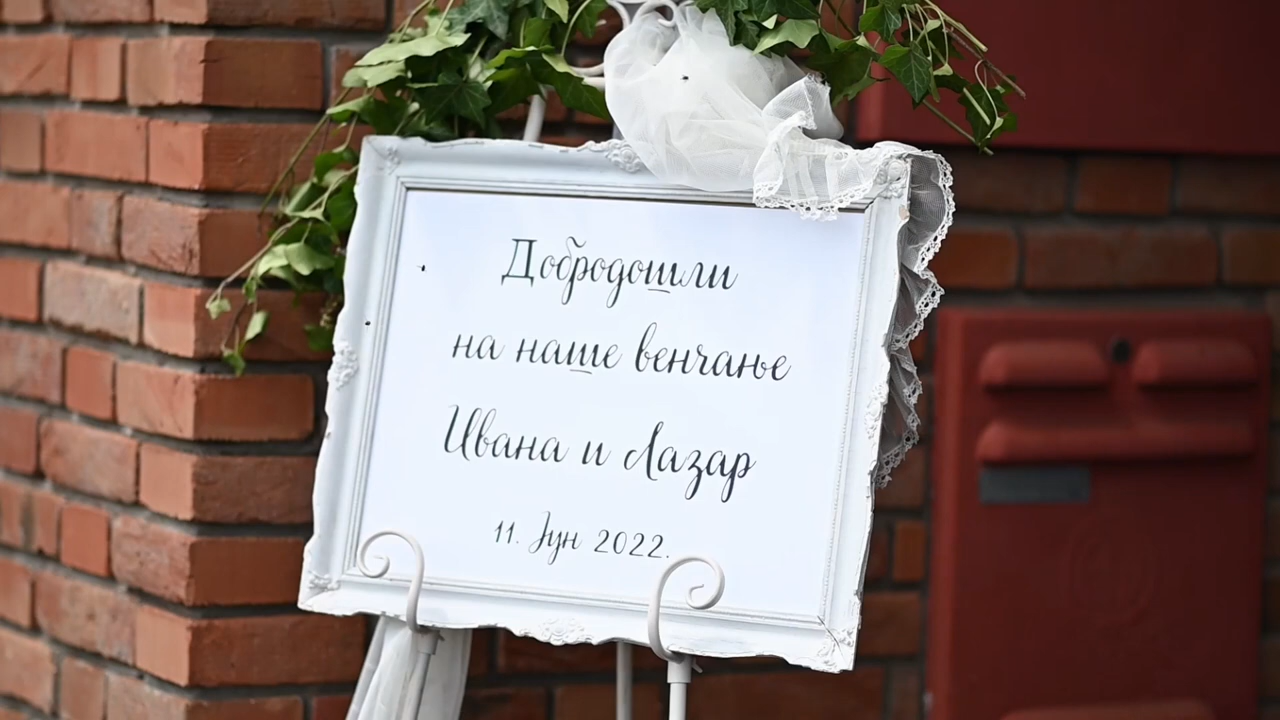 Добродошли
на наше венчање
Ивана и Лазар
11. Јун 2022.